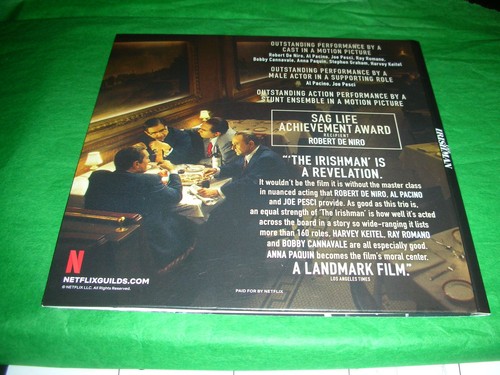 OUTSTANDING PERFORMANCE BY A
CAST IN A MOTION PICTURE
Robert De Niro, Al Pacino, Joe Pesci, Ray Romano,
Bobby Cannavale, Anna Paquin, Stephen Graham, Harvey Keitel
OUTSTANDING PERFORMANCE BY A
MALE ACTOR IN A SUPPORTING ROLE
Al Pacino, Joe Pesci
OUTSTANDING ACTION PERFORMANCE BY A
STUNT ENSEMBLE IN A MOTION PICTURE
SAG LIFE
ACHIEVEMENT AWARD
RECIPIENT
ROBERT DE NIRO
"'THE IRISHMAN' IS
A REVELATION.
It wouldn't be the film it is without the master class
in nuanced acting that ROBERT DE NIRO, AL PACINO
and JOE PESCI provide. As good as this trio is,
an equal strength of 'The Irishman' is how well it's acted
across the board in a story so wide-ranging it lists
more than 160 roles. HARVEY KEITEL, RAY ROMANO
and BOBBY CANNAVALE are all especially good.
ANNA PAQUIN becomes the film's moral center.
A LANDMARK FILM."
LOS ANGELES TIMES
N
NETFLIXGUILDS.COM
© NETFLIX LLC. All Rights Reserved.
PAID FOR BY NETFLIX
IRISHMAN